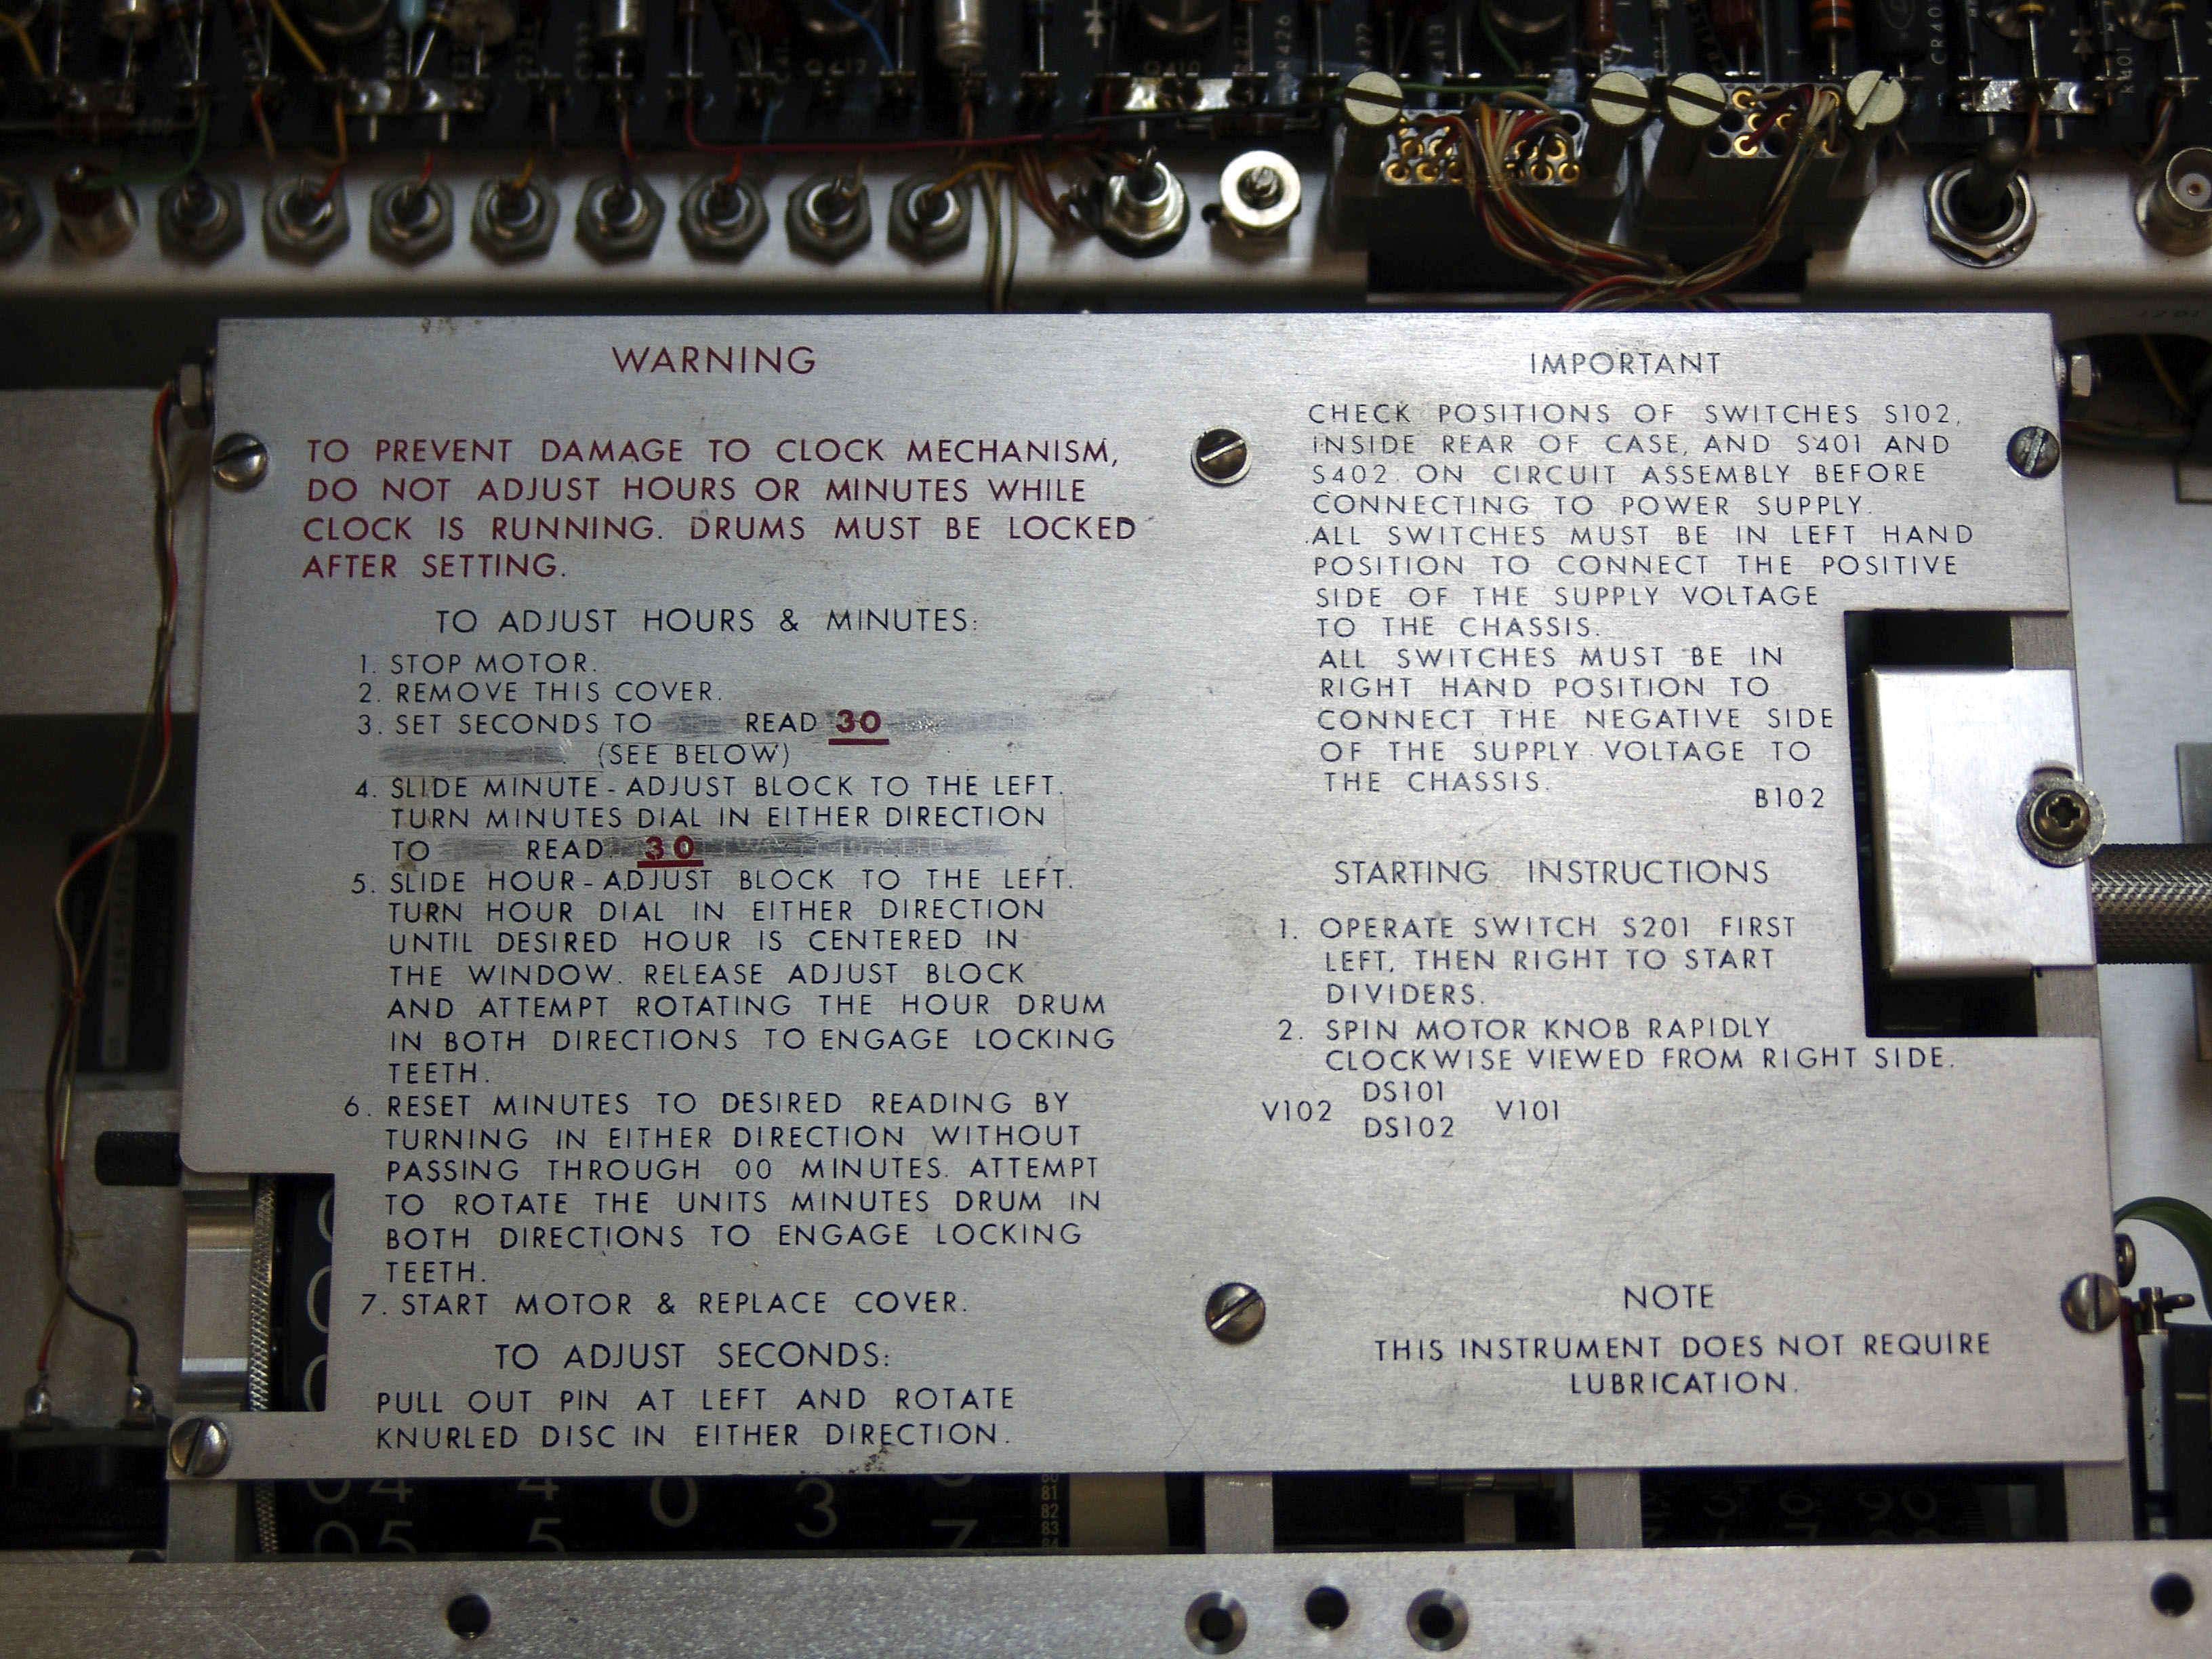 WARNING
TO PREVENT DAMAGE TO CLOCK MECHANISM,
DO NOT ADJUST HOURS OR MINUTES WHILE
CLOCK IS RUNNING. DRUMS MUST BE LOCKED
AFTER SETTING.
TO ADJUST HOURS & MINUTES:
1. STOP MOTOR.
2. REMOVE THIS COVER.
3. SET SECONDS TO READ 30
(SEE BELOW)
4. SLIDE MINUTE-ADJUST BLOCK TO THE LEFT.
TURN MINUTES DIAL IN EITHER DIRECTION
TO READ 30
5. SLIDE HOUR-ADJUST BLOCK TO THE LEFT.
TURN HOUR DIAL IN EITHER DIRECTION
UNTIL DESIRED HOUR IS CENTERED IN
THE WINDOW. RELEASE ADJUST BLOCK
AND ATTEMPT ROTATING THE HOUR DRUM
IN BOTH DIRECTIONS TO ENGAGE LOCKING
TEETH.
6. RESET MINUTES TO DESIRED READING BY
TURNING IN EITHER DIRECTION WITHOUT
PASSING THROUGH 00 MINUTES. ATTEMPT
TO ROTATE THE UNITS MINUTES DRUM IN
BOTH DIRECTIONS TO ENGAGE LOCKING
TEETH.
7. START MOTOR & REPLACE COVER.
TO ADJUST SECONDS:
PULL OUT PIN AT LEFT AND ROTATE
KNURLED DISC IN EITHER DIRECTION.
IMPORTANT
CHECK POSITIONS OF SWITCHES S102,
INSIDE REAR OF CASE, AND S401 AND
S402 ON CIRCUIT ASSEMBLY BEFORE
CONNECTING TO POWER SUPPLY.
ALL SWITCHES MUST BE IN LEFT HAND
POSITION TO CONNECT THE POSITIVE
SIDE OF THE SUPPLY VOLTAGE
TO THE CHASSIS.
ALL SWITCHES MUST BE IN
RIGHT HAND POSITION TO
CONNECT THE NEGATIVE SIDE
OF THE SUPPLY VOLTAGE TO
THE CHASSIS.
B102
STARTING INSTRUCTIONS
1. OPERATE SWITCH S201 FIRST
LEFT, THEN RIGHT TO START
DIVIDERS.
2. SPIN MOTOR KNOB RAPIDLY
CLOCKWISE VIEWED FROM RIGHT SIDE.
DS101
V102 V101
DS102
NOTE
THIS INSTRUMENT DOES NOT REQUIRE
LUBRICATION.
04 4 0 3
05 5 7
81
82
83